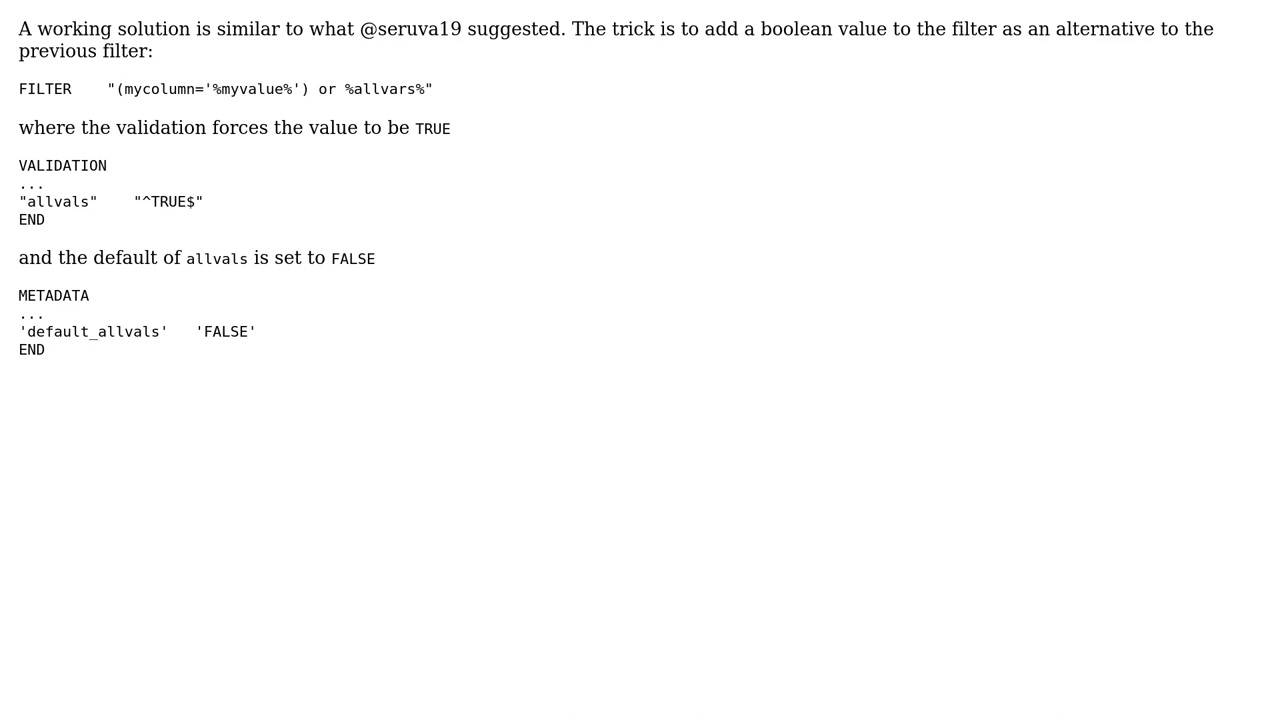 A working solution is similar to what @seruva19 suggested. The trick is to add a boolean value to the filter as an alternative to the
previous filter:
FILTER    "(mycolumn='%myvalue%') or %allvars%"
where the validation forces the value to be TRUE
VALIDATION
...
"allvals"    "^TRUE$"
END
and the default of allvals is set to FALSE
METADATA
...
'default_allvals'   'FALSE'
END